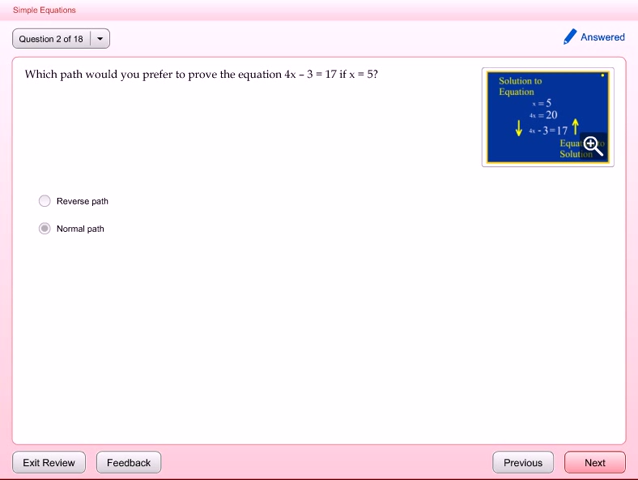 Simple Equations
Question 2 of 18
Answered
Which path would you prefer to prove the equation 4x – 3 = 17 if x = 5?
Solution to
Equation
x = 5
4x = 20
4x - 3 = 17
Solution
Reverse path
Normal path
Exit Review
Feedback
Previous
Next